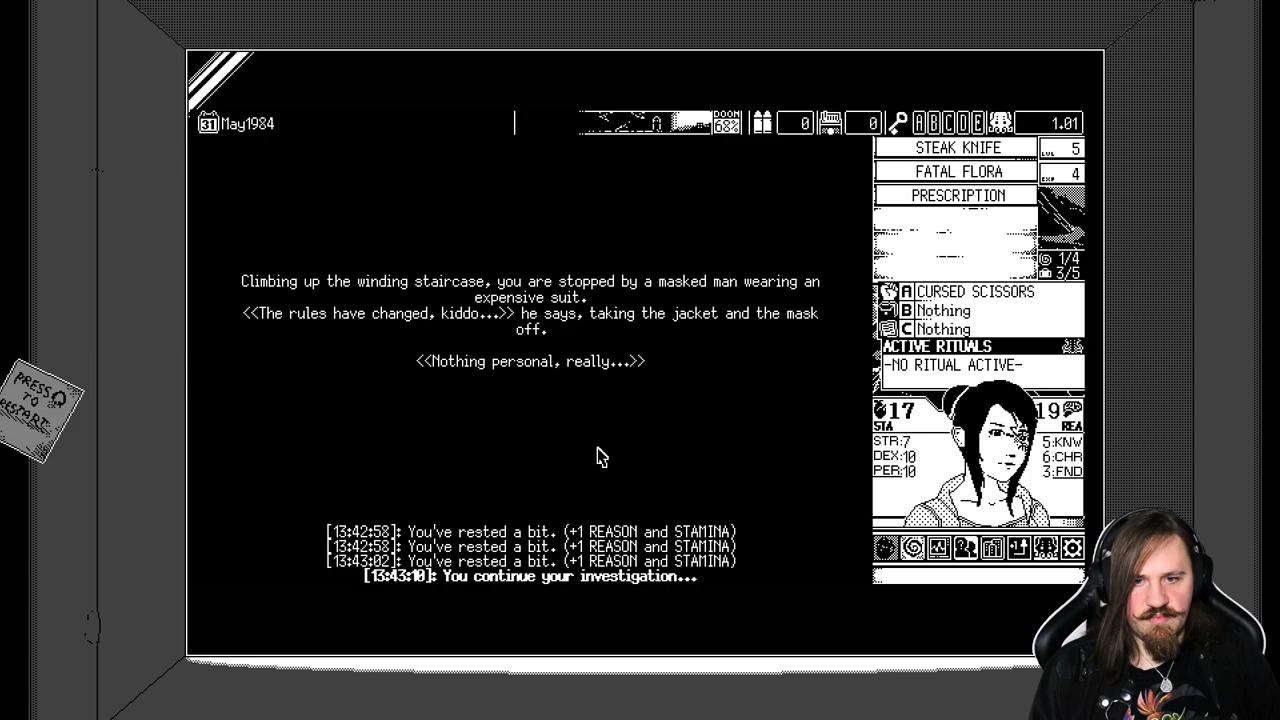 31 May1984
DOOM 68%
0
0
A B C D E
1.01
STEAK KNIFE
LVL 5
FATAL FLORA
EXP 4
PRESCRIPTION
1/4
3/5
Climbing up the winding staircase, you are stopped by a masked man wearing an
expensive suit.
<<The rules have changed, kiddo...>> he says, taking the jacket and the mask
off.
<<Nothing personal, really...>>
A CURSED SCISSORS
B Nothing
C Nothing
ACTIVE RITUALS
-NO RITUAL ACTIVE-
17 STA
19 REA
STR:7
DEX:10
PER:10
5:KNW
6:CHR
3:FND
PRESS Q
TO
RESTART
[13:42:58]: You've rested a bit. (+1 REASON and STAMINA)
[13:42:58]: You've rested a bit. (+1 REASON and STAMINA)
[13:43:02]: You've rested a bit. (+1 REASON and STAMINA)
[13:43:10]: You continue your investigation...